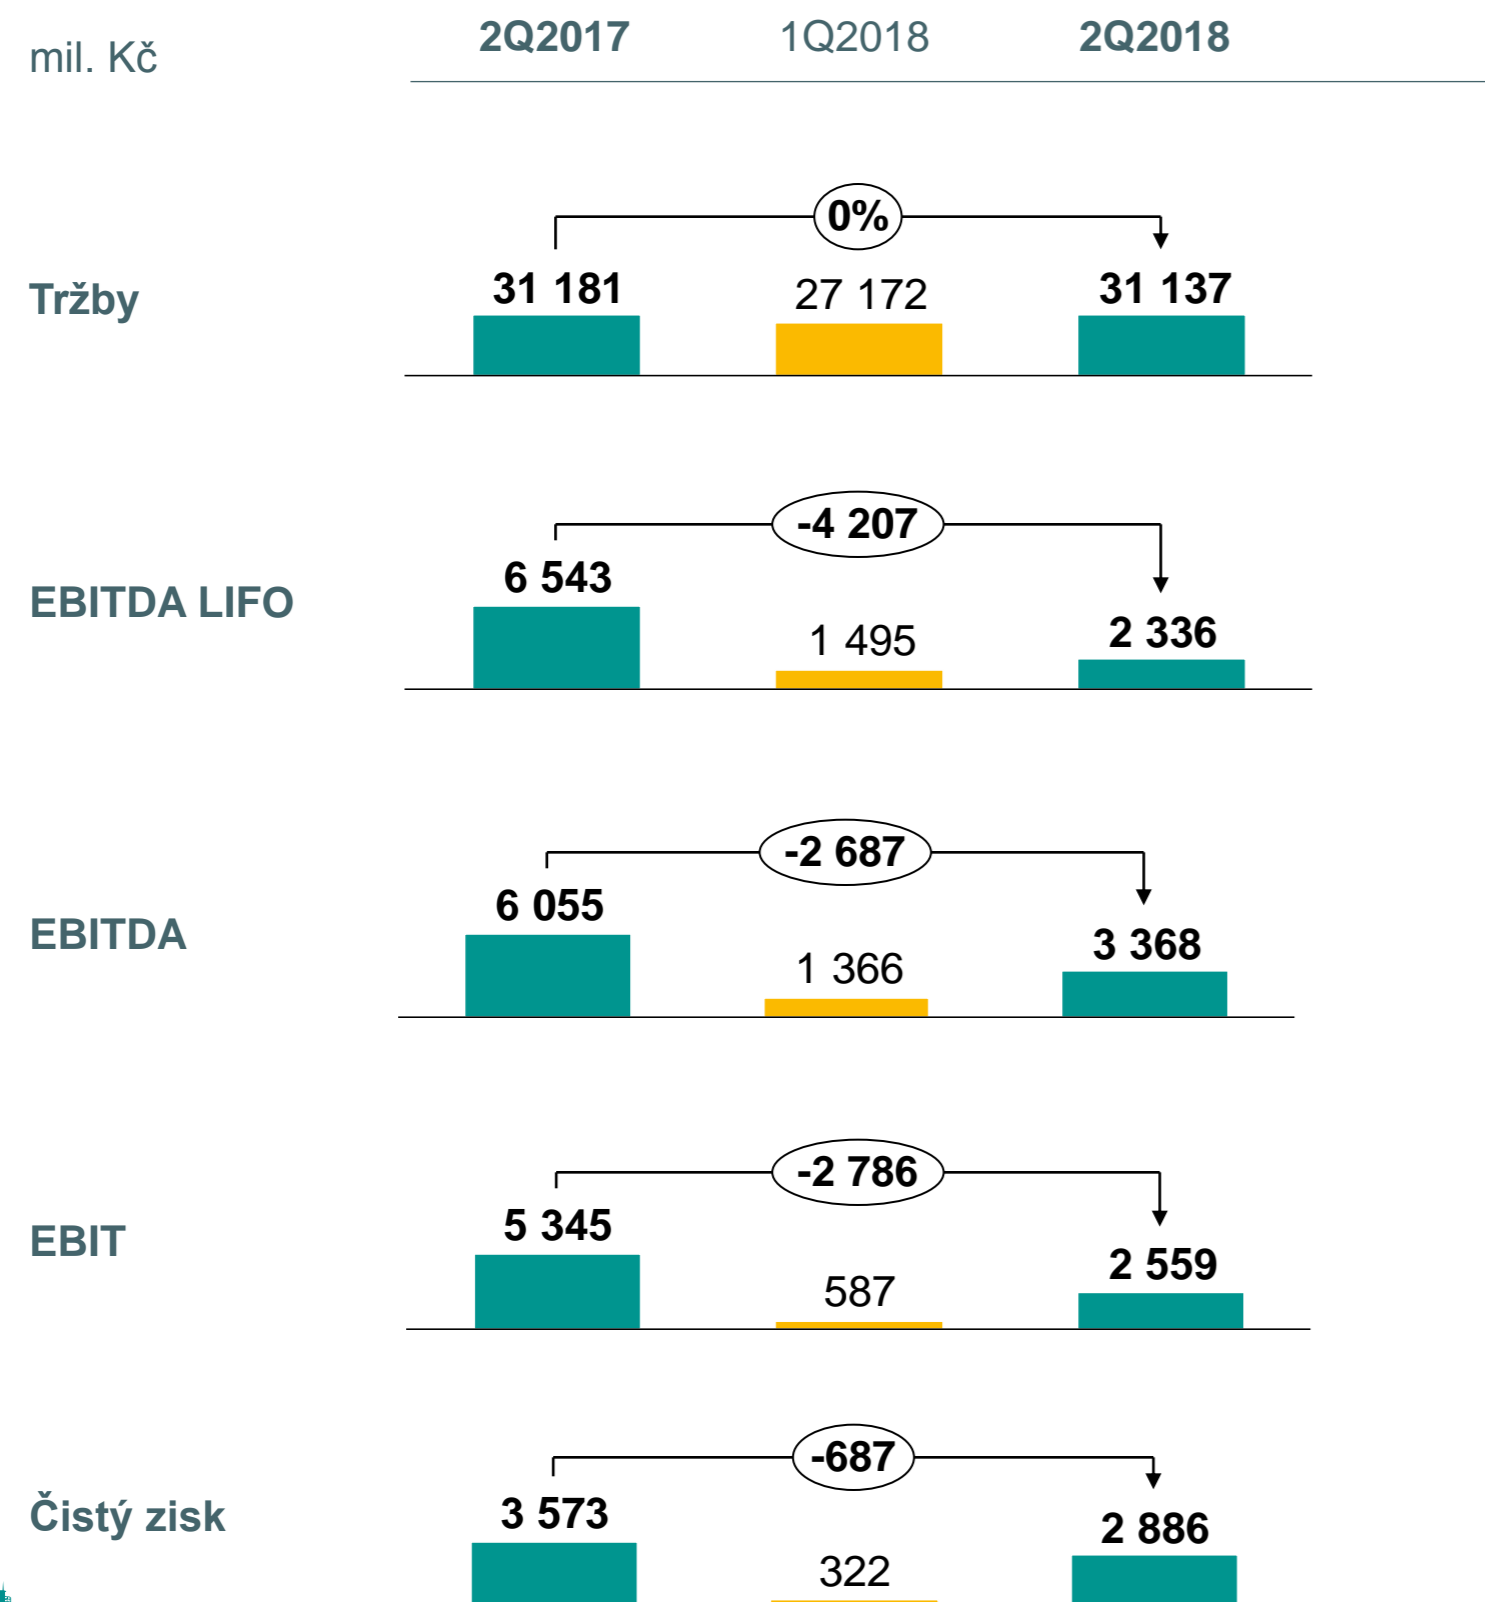 mil. Kč
2Q2017 1Q2018 2Q2018
0%
Tržby
31 181 27 172 31 137
-4 207
EBITDA LIFO
6 543 1 495 2 336
-2 687
EBITDA
6 055 1 366 3 368
-2 786
EBIT
5 345 587 2 559
-687
Čistý zisk
3 573 322 2 886